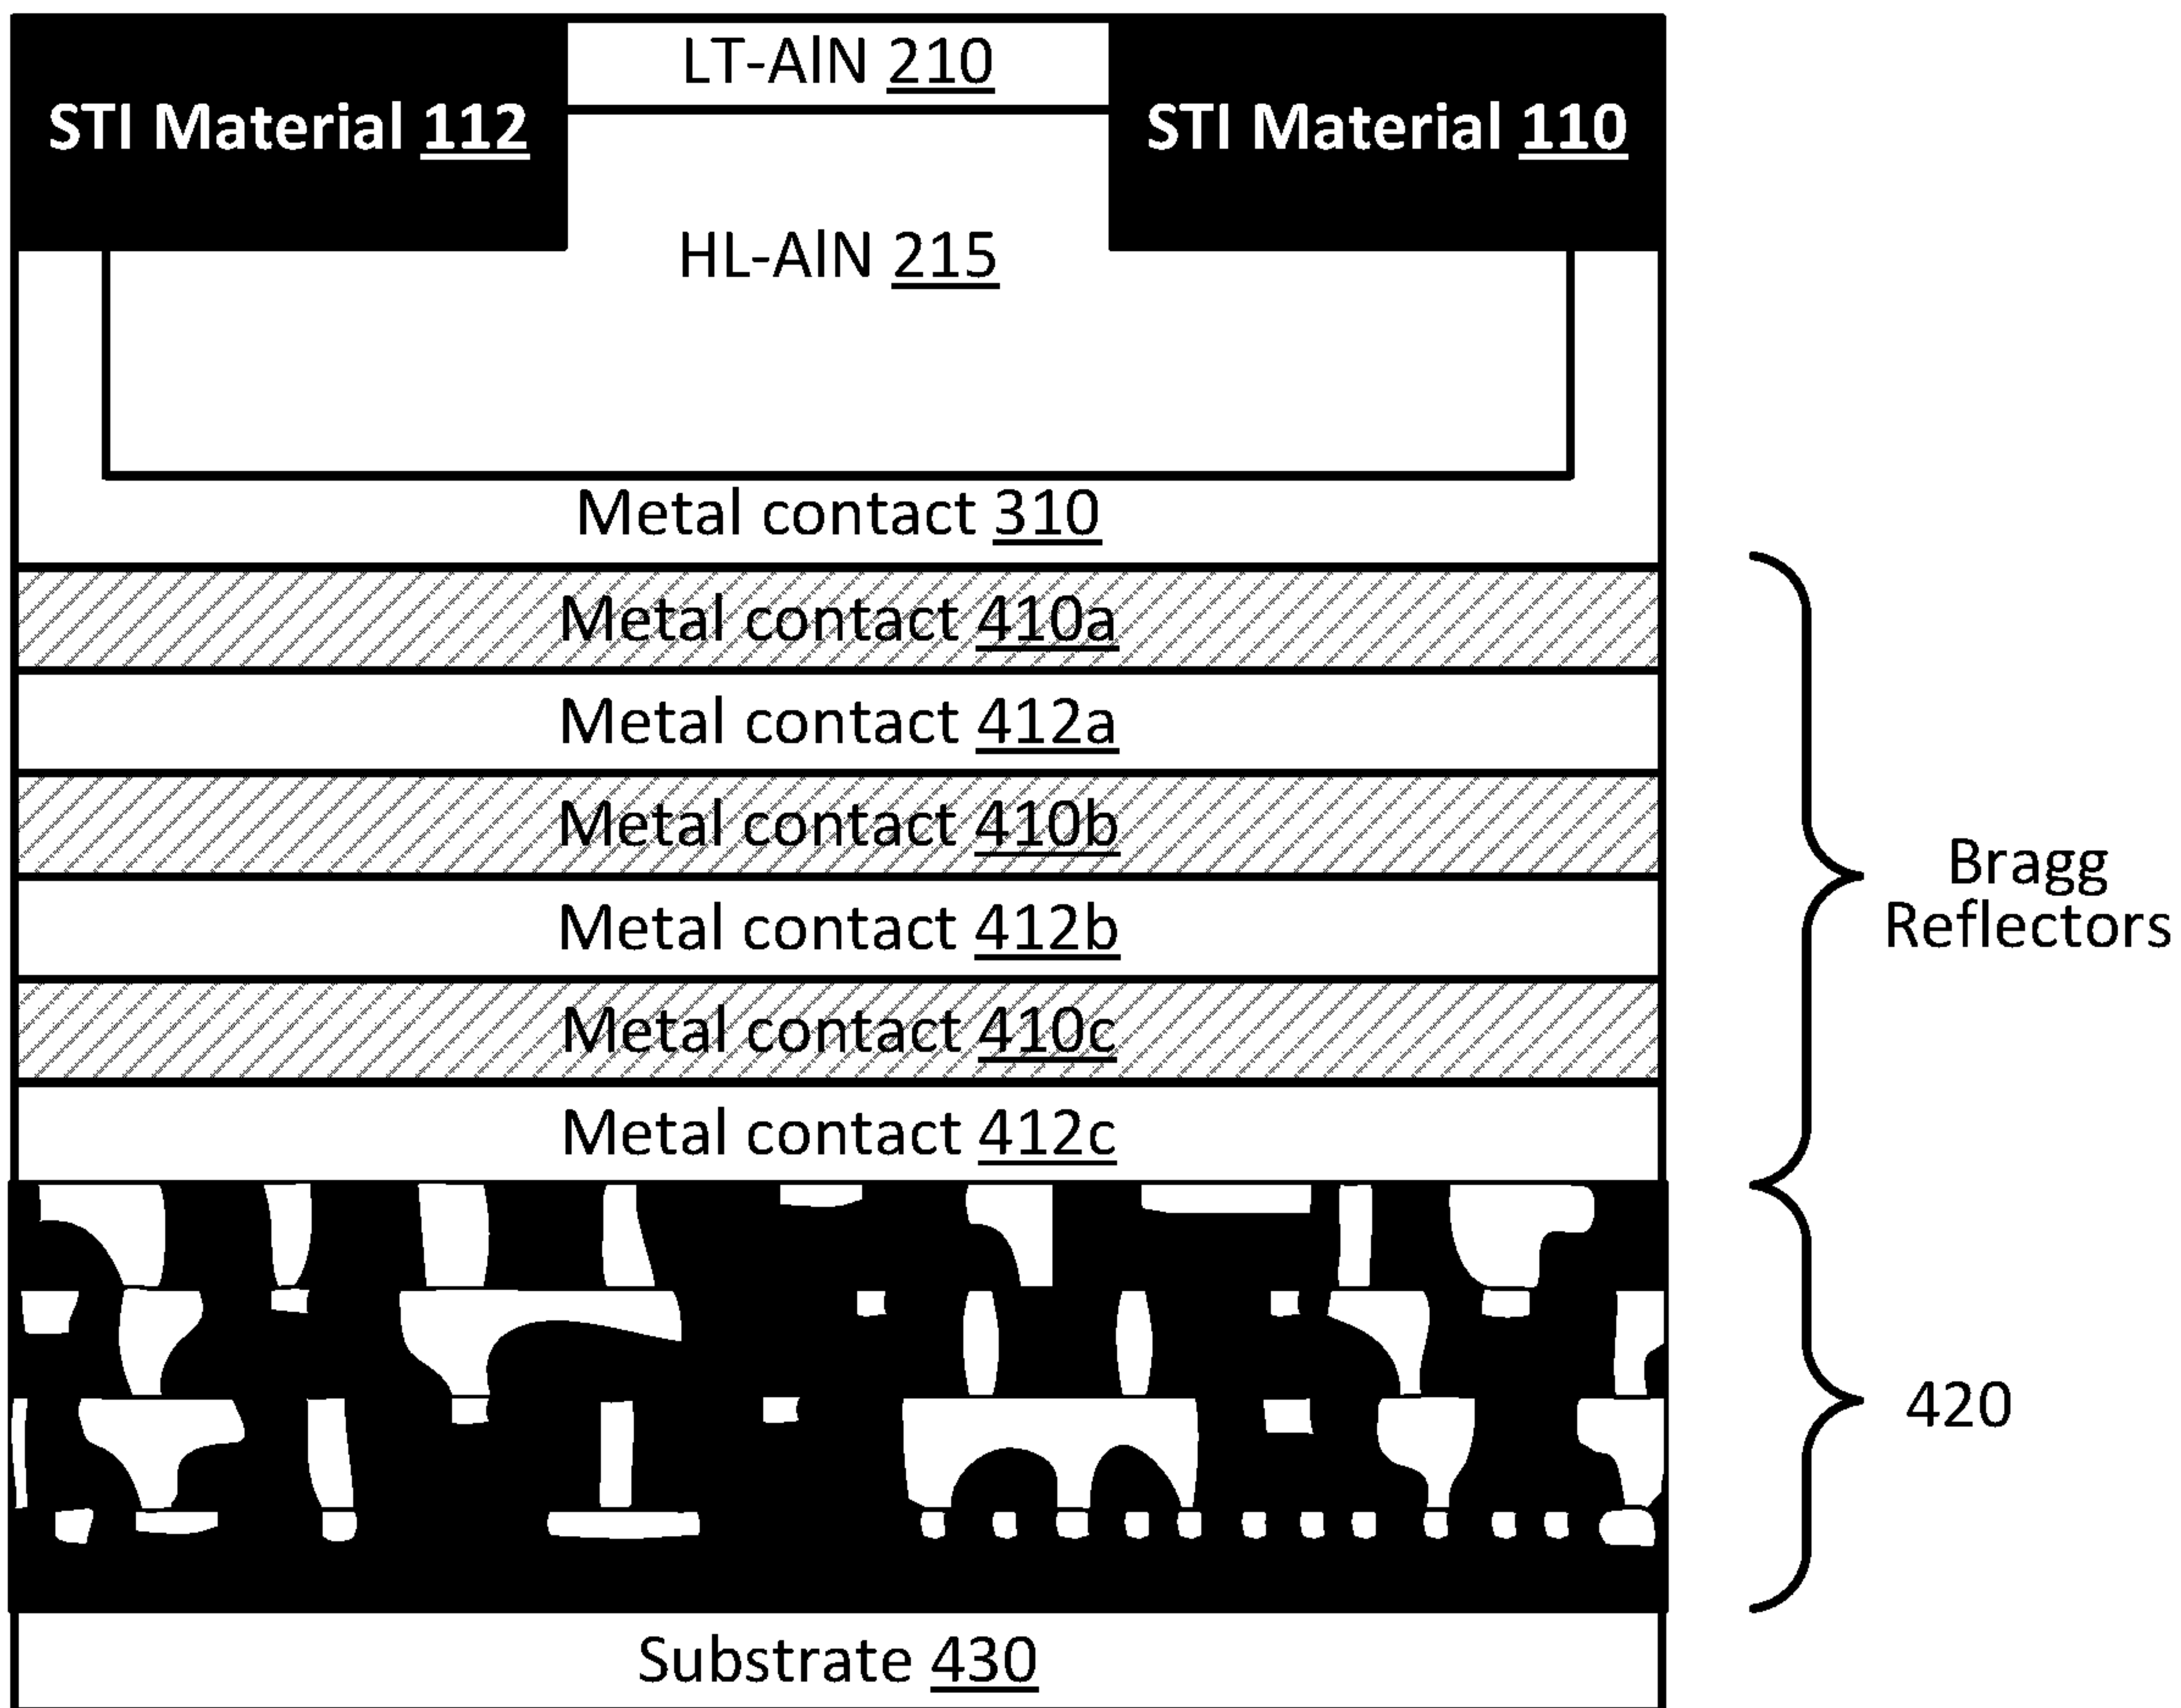 LT-AlN 210
STI Material 112
STI Material 110
HL-AlN 215
Metal contact 310
Metal contact 410a
Metal contact 412a
Metal contact 410b
Metal contact 412b
Metal contact 410c
Metal contact 412c
Bragg
Reflectors
420
Substrate 430